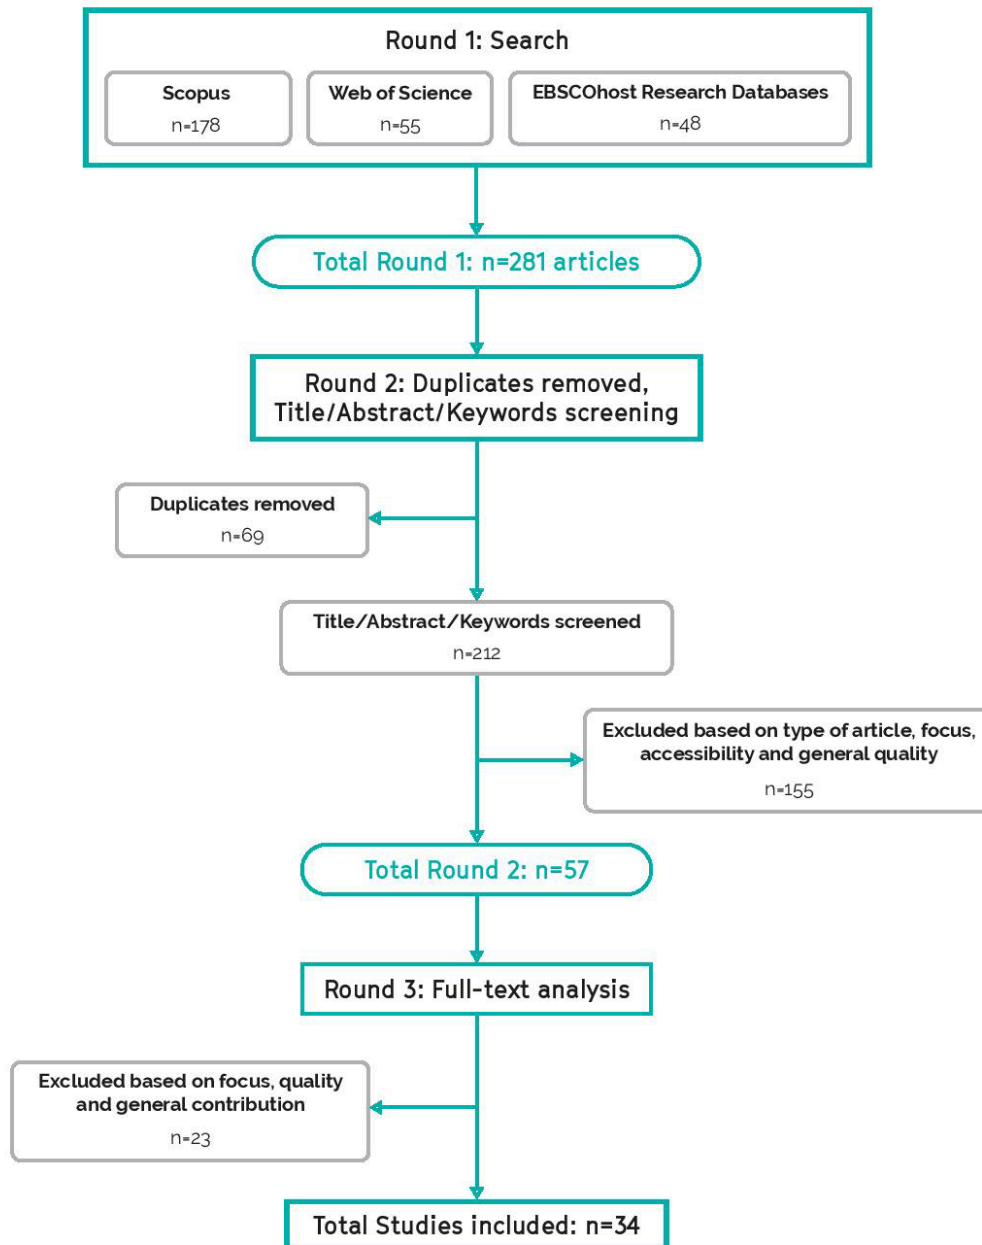 Round 1: Search
Scopus
n=178
Web of Science
n=55
EBSCOhost Research Databases
n=48
Total Round 1: n=281 articles
Round 2: Duplicates removed,
Title/Abstract/Keywords screening
Duplicates removed
n=69
Title/Abstract/Keywords screened
n=212
Excluded based on type of article, focus,
accessibility and general quality
n=155
Total Round 2: n=57
Round 3: Full-text analysis
Excluded based on focus, quality
and general contribution
n=23
Total Studies included: n=34